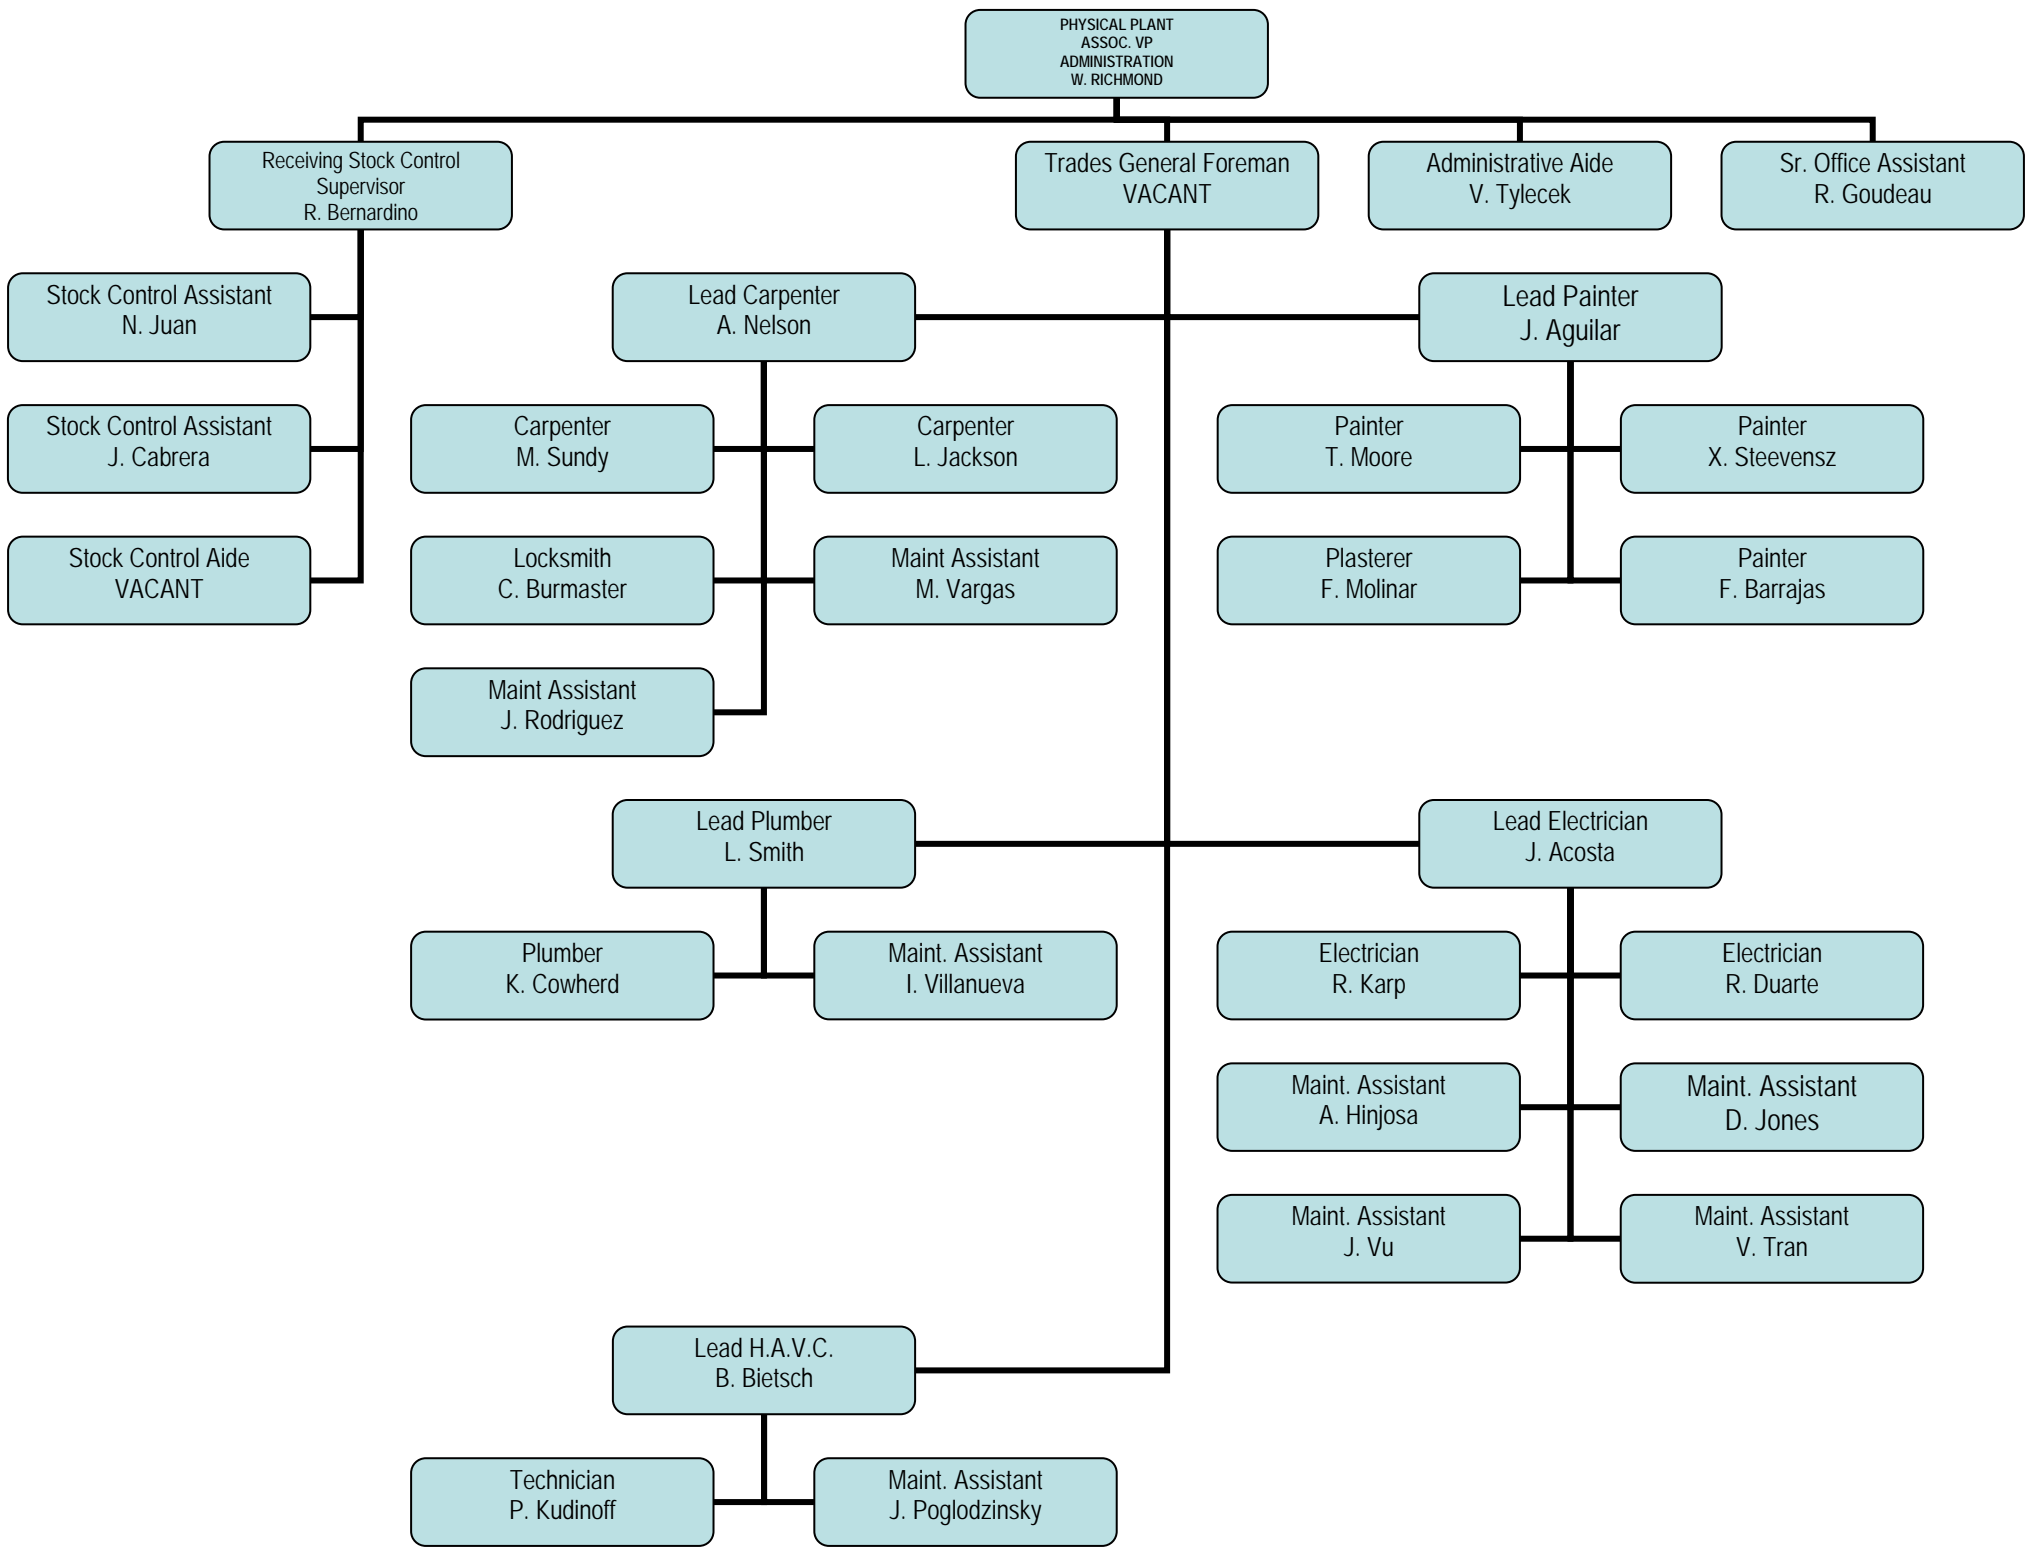 PHYSICAL PLANT
ASSOC. VP
ADMINISTRATION
W. RICHMOND
Receiving Stock Control
Supervisor
R. Bernardino
Trades General Foreman
VACANT
Administrative Aide
V. Tylecek
Sr. Office Assistant
R. Goudeau
Stock Control Assistant
N. Juan
Lead Carpenter
A. Nelson
Lead Painter
J. Aguilar
Stock Control Assistant
J. Cabrera
Carpenter
M. Sundy
Carpenter
L. Jackson
Painter
T. Moore
Painter
X. Steevensz
Stock Control Aide
VACANT
Locksmith
C. Burmaster
Maint Assistant
M. Vargas
Plasterer
F. Molinar
Painter
F. Barrajas
Maint Assistant
J. Rodriguez
Lead Plumber
L. Smith
Lead Electrician
J. Acosta
Plumber
K. Cowherd
Maint. Assistant
I. Villanueva
Electrician
R. Karp
Electrician
R. Duarte
Maint. Assistant
A. Hinjosa
Maint. Assistant
D. Jones
Maint. Assistant
J. Vu
Maint. Assistant
V. Tran
Lead H.A.V.C.
B. Bietsch
Technician
P. Kudinoff
Maint. Assistant
J. Poglodzinsky